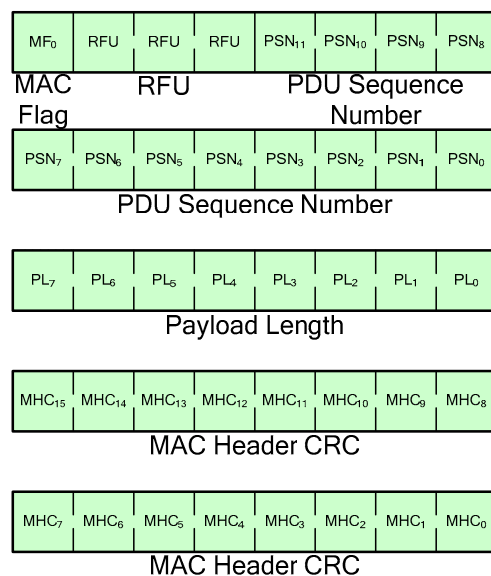 MF₀ RFU RFU RFU PSN₁₁ PSN₁₀ PSN₉ PSN₈
MAC Flag RFU PDU Sequence Number
PSN₇ PSN₆ PSN₅ PSN₄ PSN₃ PSN₂ PSN₁ PSN₀
PDU Sequence Number
PL₇ PL₆ PL₅ PL₄ PL₃ PL₂ PL₁ PL₀
Payload Length
MHC₁₅ MHC₁₄ MHC₁₃ MHC₁₂ MHC₁₁ MHC₁₀ MHC₉ MHC₈
MAC Header CRC
MHC₇ MHC₆ MHC₅ MHC₄ MHC₃ MHC₂ MHC₁ MHC₀
MAC Header CRC